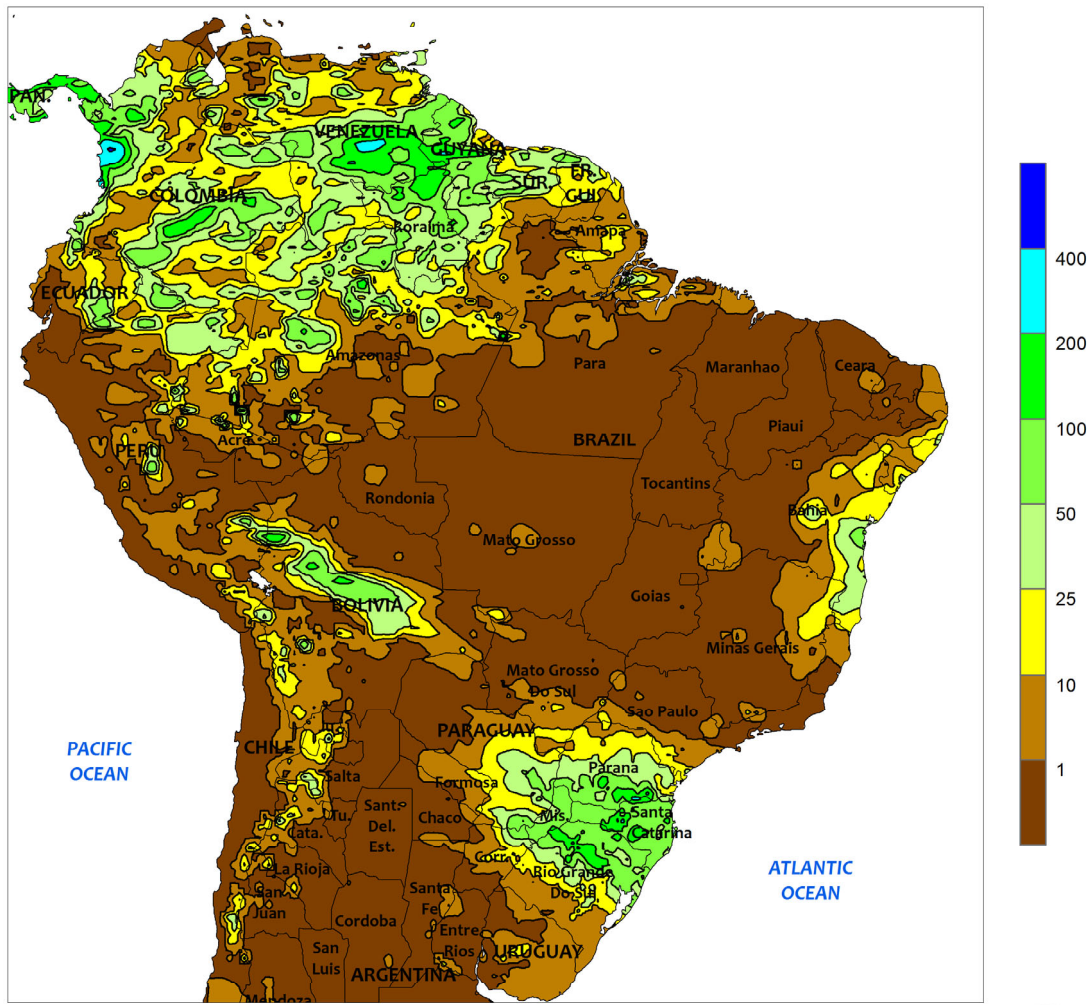 PAN.
VENEZUELA
GUYANA
SUR
FR.
GUI.
COLOMBIA
Roraima
Amapa
ECUADOR
Amazonas
Para
Maranhao
Ceara
Piaui
BRAZIL
Acre
PERU
Rondonia
Tocantins
Bahia
Mato Grosso
BOLIVIA
Goias
Minas Gerais
Mato Grosso
Do Sul
Sao Paulo
PARAGUAY
PACIFIC
OCEAN
CHILE
Salta
Formosa
Parana
Tu.
Sant.
Del.
Est.
Chaco
Mis.
Santa
Catarina
Cata.
Corr.
La Rioja
Rio Grande
Do Sul
San
Juan
Santa
Fe
Cordoba
Entre
Rios
San
Luis
URUGUAY
ARGENTINA
Mendoza
ATLANTIC
OCEAN
400
200
100
50
25
10
1